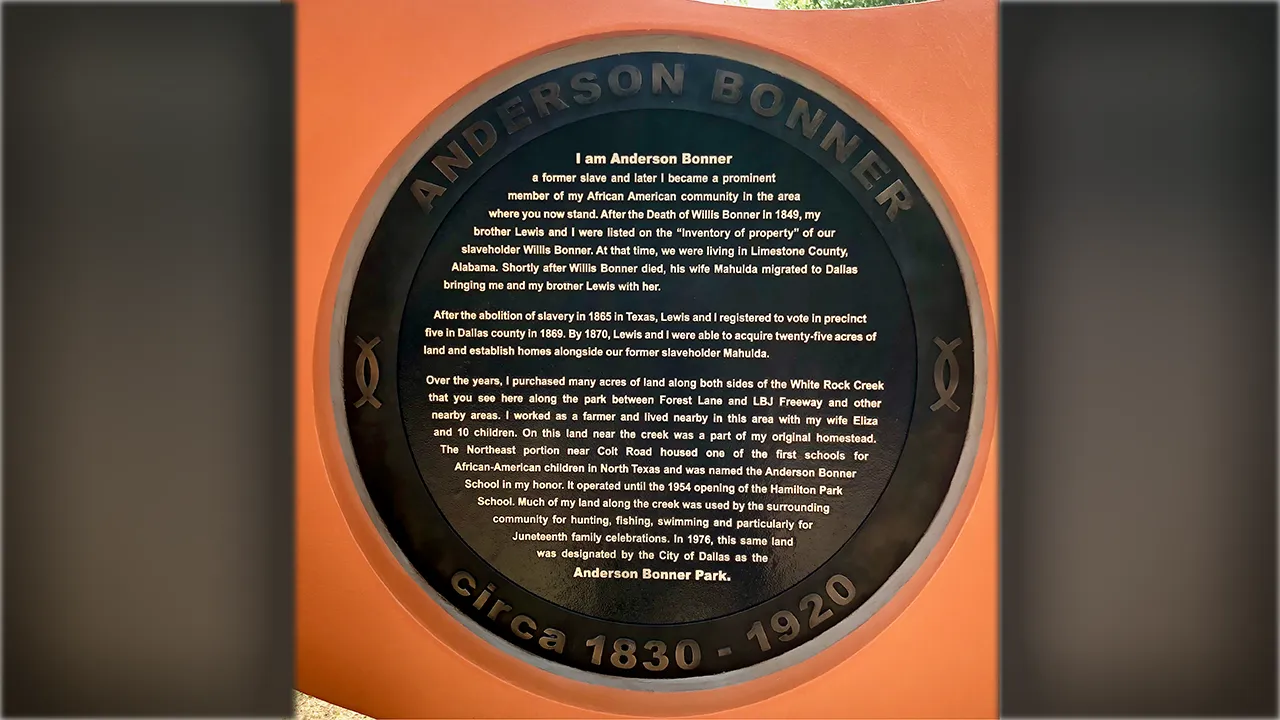 ANDERSON BONNER
I am Anderson Bonner
a former slave and later I became a prominent
member of my African American community in the area
where you now stand. After the Death of Willis Bonner in 1849, my
brother Lewis and I were listed on the “Inventory of property” of our
slaveholder Willis Bonner. At that time, we were living in Limestone County,
Alabama. Shortly after Willis Bonner died, his wife Mahulda migrated to Dallas
bringing me and my brother Lewis with her.
After the abolition of slavery in 1865 in Texas, Lewis and I registered to vote in precinct
five in Dallas county in 1869. By 1870, Lewis and I were able to acquire twenty-five acres of
land and establish homes alongside our former slaveholder Mahulda.
Over the years, I purchased many acres of land along both sides of the White Rock Creek
that you see here along the park between Forest Lane and LBJ Freeway and other
nearby areas. I worked as a farmer and lived nearby in this area with my wife Eliza
and 10 children. On this land near the creek was a part of my original homestead.
The Northeast portion near Colt Road housed one of the first schools for
African-American children in North Texas and was named the Anderson Bonner
School in my honor. It operated until the 1954 opening of the Hamilton Park
School. Much of my land along the creek was used by the surrounding
community for hunting, fishing, swimming and particularly for
Juneteenth family celebrations. In 1976, this same land
was designated by the City of Dallas as the
Anderson Bonner Park.
circa 1830 - 1920